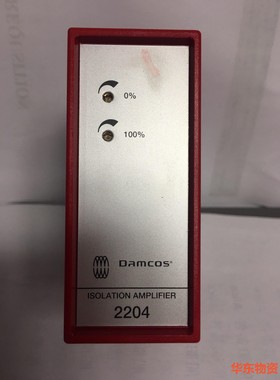 0%
100%
DAMCOS®
ISOLATION AMPLIFIER
2204
华东物资